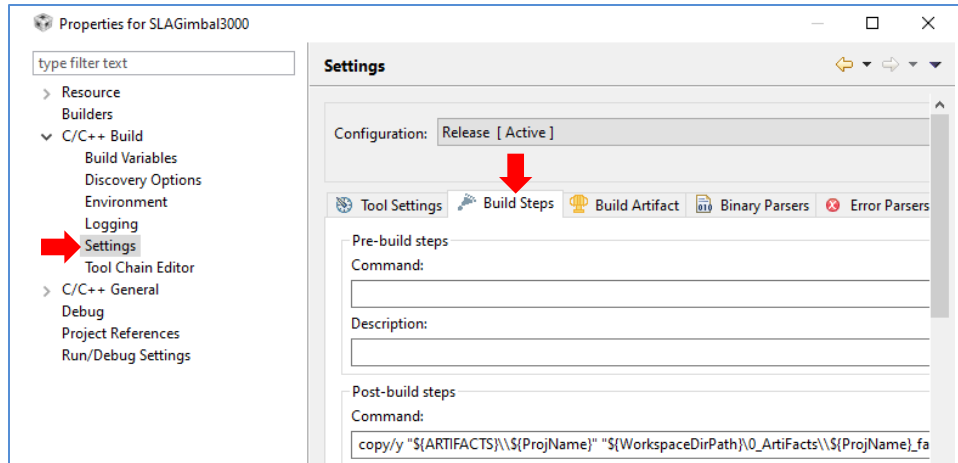 Properties for SLAGimbal3000
type filter text
Settings
Resource
Builders
C/C++ Build
Build Variables
Discovery Options
Environment
Logging
Settings
Tool Chain Editor
C/C++ General
Debug
Project References
Run/Debug Settings
Configuration: Release [ Active ]
Tool Settings Build Steps Build Artifact Binary Parsers Error Parsers
Pre-build steps
Command:
Description:
Post-build steps
Command:
copy/y "${ARTIFACTS}\\${ProjName}" "${WorkspaceDirPath}\0_ArtiFacts\\${ProjName}_fa